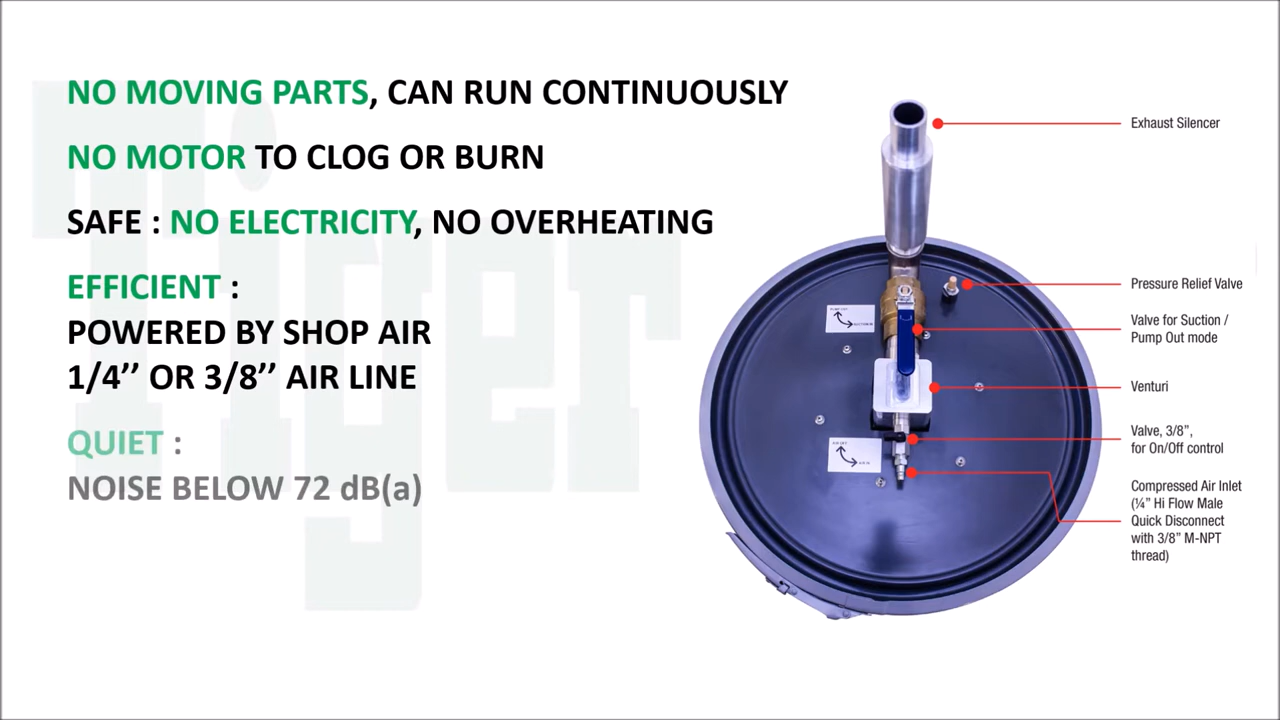 NO MOVING PARTS, CAN RUN CONTINUOUSLY
NO MOTOR TO CLOG OR BURN
SAFE : NO ELECTRICITY, NO OVERHEATING
EFFICIENT :
POWERED BY SHOP AIR
1/4’’ OR 3/8’’ AIR LINE
QUIET :
NOISE BELOW 72 dB(a)
Tiger
Exhaust Silencer
Pressure Relief Valve
Valve for Suction /
Pump Out mode
Venturi
Valve, 3/8”,
for On/Off control
Compressed Air Inlet
(¼” Hi Flow Male
Quick Disconnect
with 3/8” M-NPT
thread)